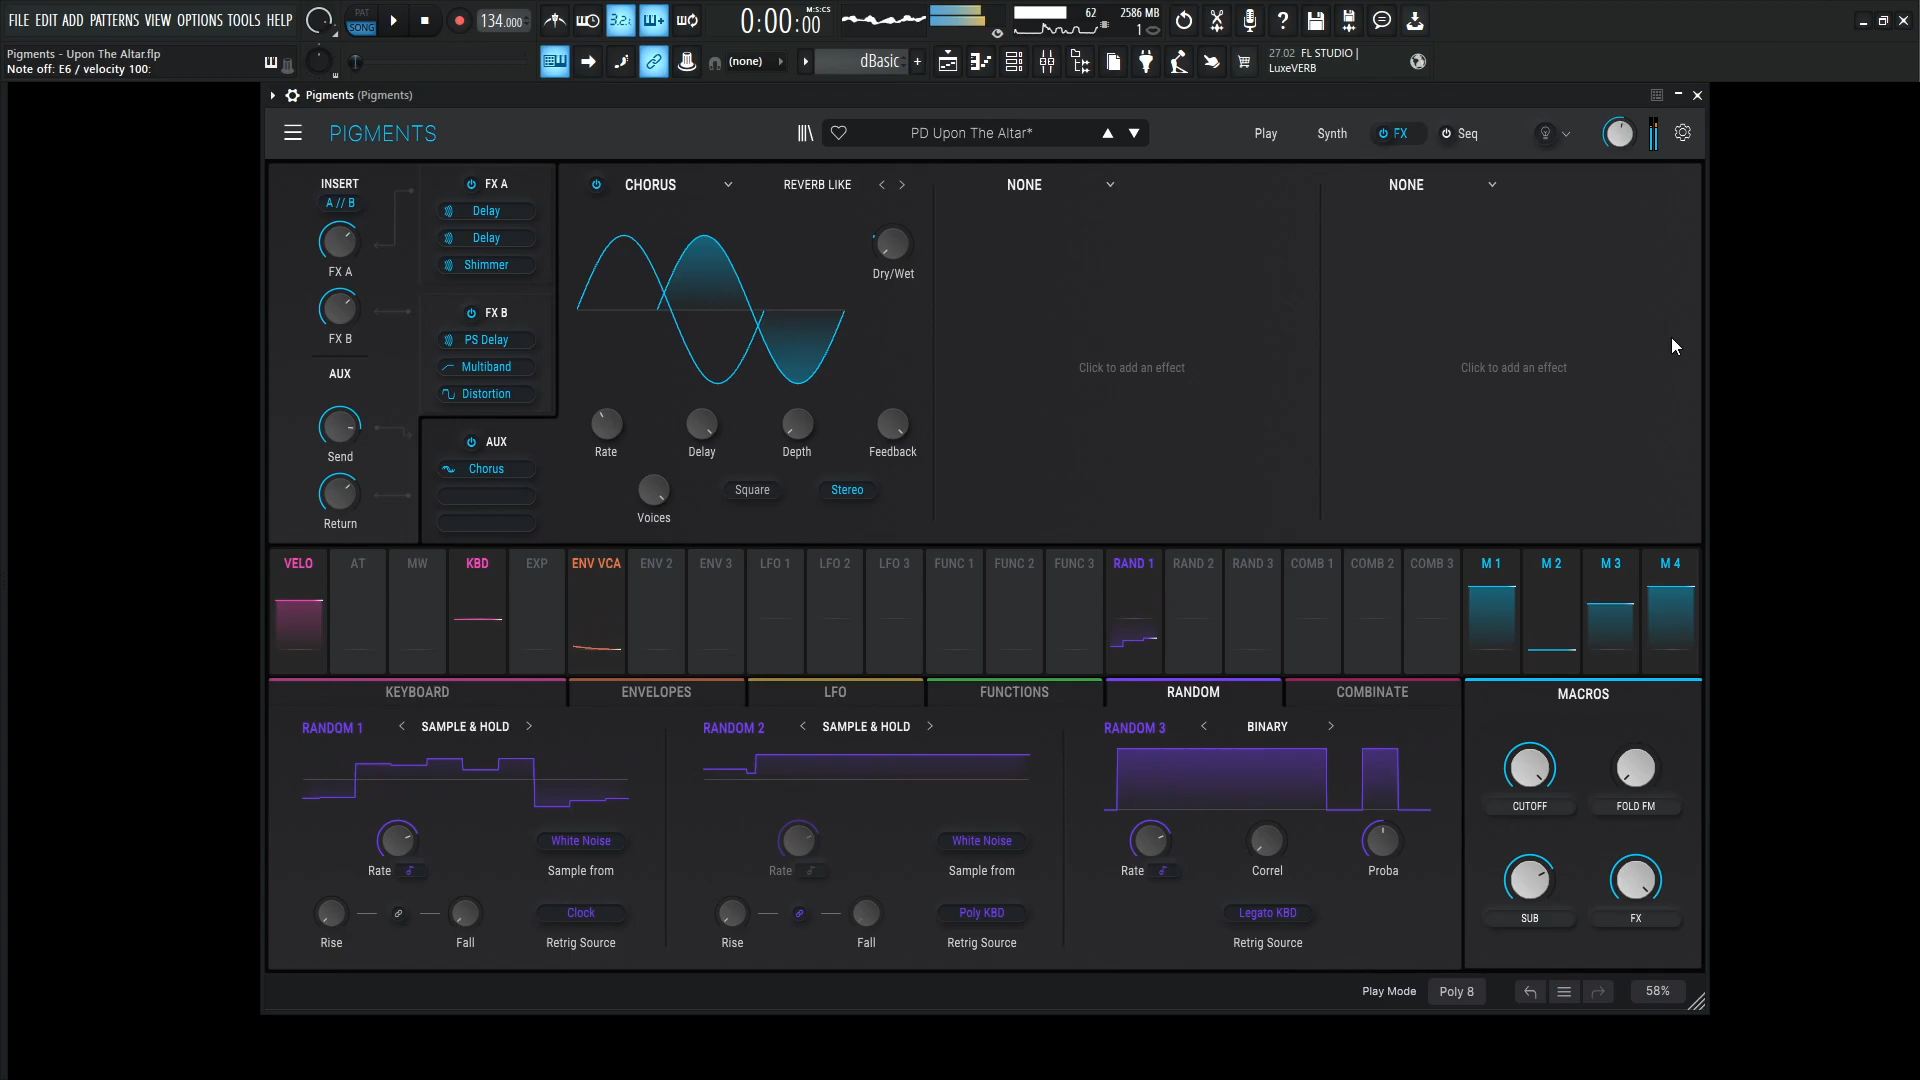 FILE EDIT ADD PATTERNS VIEW OPTIONS TOOLS HELP
PAT
SONG
134.000
3.2.
0:00:00
M:S:CS
62
2586 MB
1
Pigments - Upon The Altar.flp
Note off: E6 / velocity 100:
(none)
dBasic
27.02 FL STUDIO |
LuxeVERB
Pigments (Pigments)
PIGMENTS
PD Upon The Altar*
Play
Synth
FX
Seq
INSERT
A // B
FX A
FX B
AUX
Send
Return
FX A
Delay
Delay
Shimmer
FX B
PS Delay
Multiband
Distortion
AUX
Chorus
CHORUS
REVERB LIKE
Dry/Wet
Rate
Delay
Depth
Feedback
Voices
Square
Stereo
NONE
Click to add an effect
NONE
Click to add an effect
VELO
AT
MW
KBD
EXP
ENV VCA
ENV 2
ENV 3
LFO 1
LFO 2
LFO 3
FUNC 1
FUNC 2
FUNC 3
RAND 1
RAND 2
RAND 3
COMB 1
COMB 2
COMB 3
M 1
M 2
M 3
M 4
KEYBOARD
ENVELOPES
LFO
FUNCTIONS
RANDOM
COMBINATE
MACROS
RANDOM 1
SAMPLE & HOLD
Rate
White Noise
Sample from
Rise
Fall
Clock
Retrig Source
RANDOM 2
SAMPLE & HOLD
Rate
White Noise
Sample from
Rise
Fall
Poly KBD
Retrig Source
RANDOM 3
BINARY
Rate
Correl
Proba
Legato KBD
Retrig Source
CUTOFF
FOLD FM
SUB
FX
Play Mode
Poly 8
58%